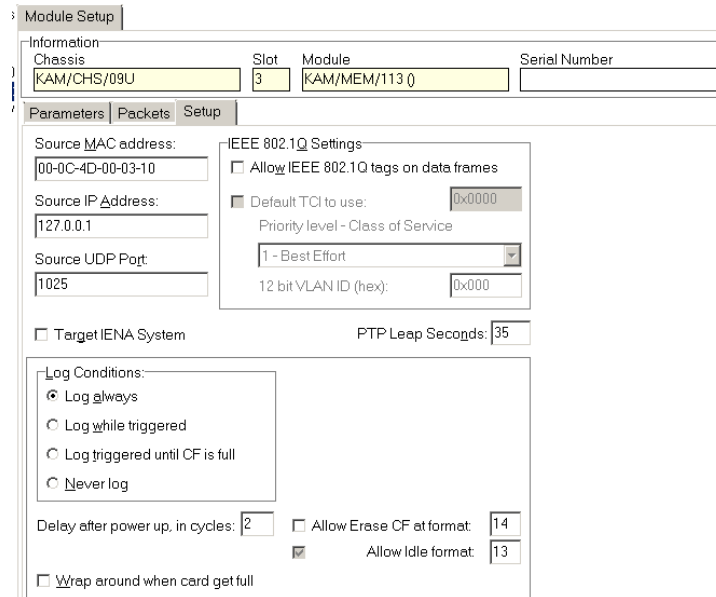 Module Setup
Information
Chassis Slot Module Serial Number
KAM/CHS/09U 3 KAM/MEM/113 ()
Parameters Packets Setup
Source MAC address:
00-0C-4D-00-03-10
Source IP Address:
127.0.0.1
Source UDP Port:
1025
IEEE 802.1Q Settings
Allow IEEE 802.1Q tags on data frames
Default TCI to use: 0x0000
Priority level - Class of Service
1 - Best Effort
12 bit VLAN ID (hex): 0x000
Target IENA System PTP Leap Seconds: 35
Log Conditions:
Log always
Log while triggered
Log triggered until CF is full
Never log
Delay after power up, in cycles: 2 Allow Erase CF at format: 14
Allow Idle format: 13
Wrap around when card get full